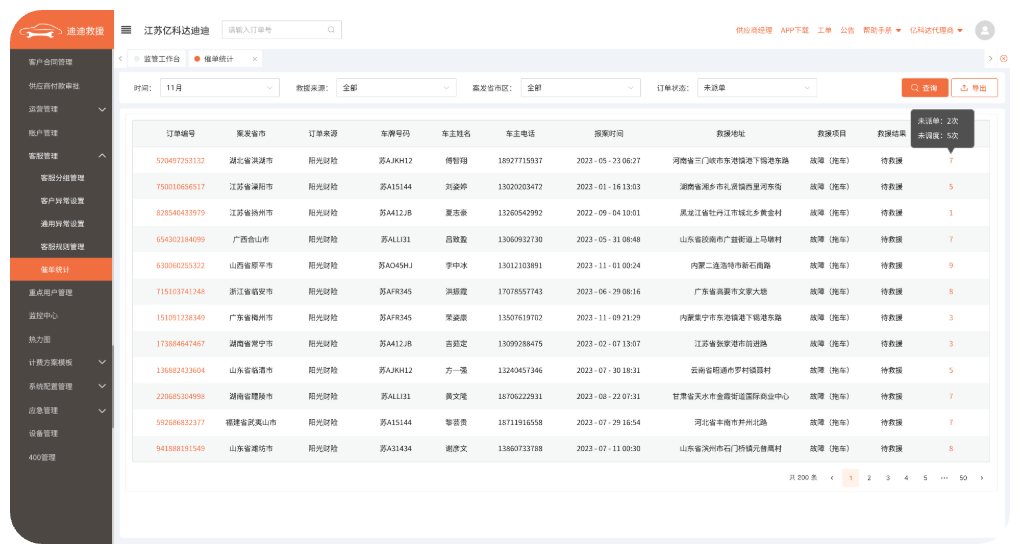 迪迪救援
江苏亿科达迪迪
请输入订单号
供应商经理 APP下载 工单 公告 帮助手册 亿科达代理商
客户合同管理
供应商付款审批
运营管理
账户管理
客服管理
客服分组管理
客户异常设置
通用异常设置
客服规则管理
催单统计
重点用户管理
监控中心
热力图
计费方案模板
系统配置管理
应急管理
设备管理
400管理
监管工作台 催单统计 ×
时间： 11月 救援来源： 全部 案发省市区： 全部 订单状态： 未派单 查询 导出
未派单：2次
未调度：5次
订单编号 案发省市 订单来源 车牌号码 车主姓名 车主电话 报案时间 救援地址 救援项目 救援结果
520497253132 湖北省洪湖市 阳光财险 苏AJKH12 傅智翔 18927715937 2023 - 05 - 23 06:27 河南省三门峡市东港镇港下锡港东路 故障（拖车） 待救援 7
750010656517 江苏省溧阳市 阳光财险 苏A15144 刘姿婷 13020203472 2023 - 01 - 16 13:03 湖南省湘乡市礼贤镇西里河东街 故障（拖车） 待救援 5
828540433979 江苏省扬州市 阳光财险 苏A412JB 夏志豪 13260542992 2022 - 09 - 04 10:01 黑龙江省牡丹江市城北乡黄金村 故障（拖车） 待救援 1
654302184099 广西合山市 阳光财险 苏ALLI31 吕致盈 13060932730 2023 - 05 - 31 08:48 山东省胶南市广益街道上马墩村 故障（拖车） 待救援 7
630060255322 山西省原平市 阳光财险 苏AO45HJ 李中冰 13012103891 2023 - 11 - 01 00:24 内蒙二连浩特市新石南路 故障（拖车） 待救援 9
715103741248 浙江省临安市 阳光财险 苏AFR345 洪振霞 17078557743 2023 - 06 - 29 08:16 广东省高要市文家大塘 故障（拖车） 待救援 8
151091238349 广东省梅州市 阳光财险 苏AFR345 荣姿康 13507619702 2023 - 11 - 09 21:29 内蒙集宁市东港镇港下锡港东路 故障（拖车） 待救援 3
173884647467 湖南省常宁市 阳光财险 苏A412JB 吉茹定 13099288475 2023 - 02 - 07 13:07 江苏省张家港市前进路 故障（拖车） 待救援 3
136882433604 山东省临清市 阳光财险 苏AJKH12 方一强 13240457346 2023 - 07 - 30 18:31 云南省昭通市罗村镇聂村 故障（拖车） 待救援 5
220685304998 湖南省醴陵市 阳光财险 苏ALLI31 黄文隆 18706222931 2023 - 08 - 22 07:31 甘肃省天水市金霞街道国际商业中心 故障（拖车） 待救援 7
592686832377 福建省武夷山市 阳光财险 苏A15144 黎芸贵 18711916558 2023 - 07 - 29 16:54 河北省丰南市并州北路 故障（拖车） 待救援 7
941888191549 山东省潍坊市 阳光财险 苏A31434 谢彦文 13860733788 2023 - 07 - 11 00:30 山东省滨州市石门桥镇元曾鹰村 故障（拖车） 待救援 8
共 200 条 1 2 3 4 5 ··· 50